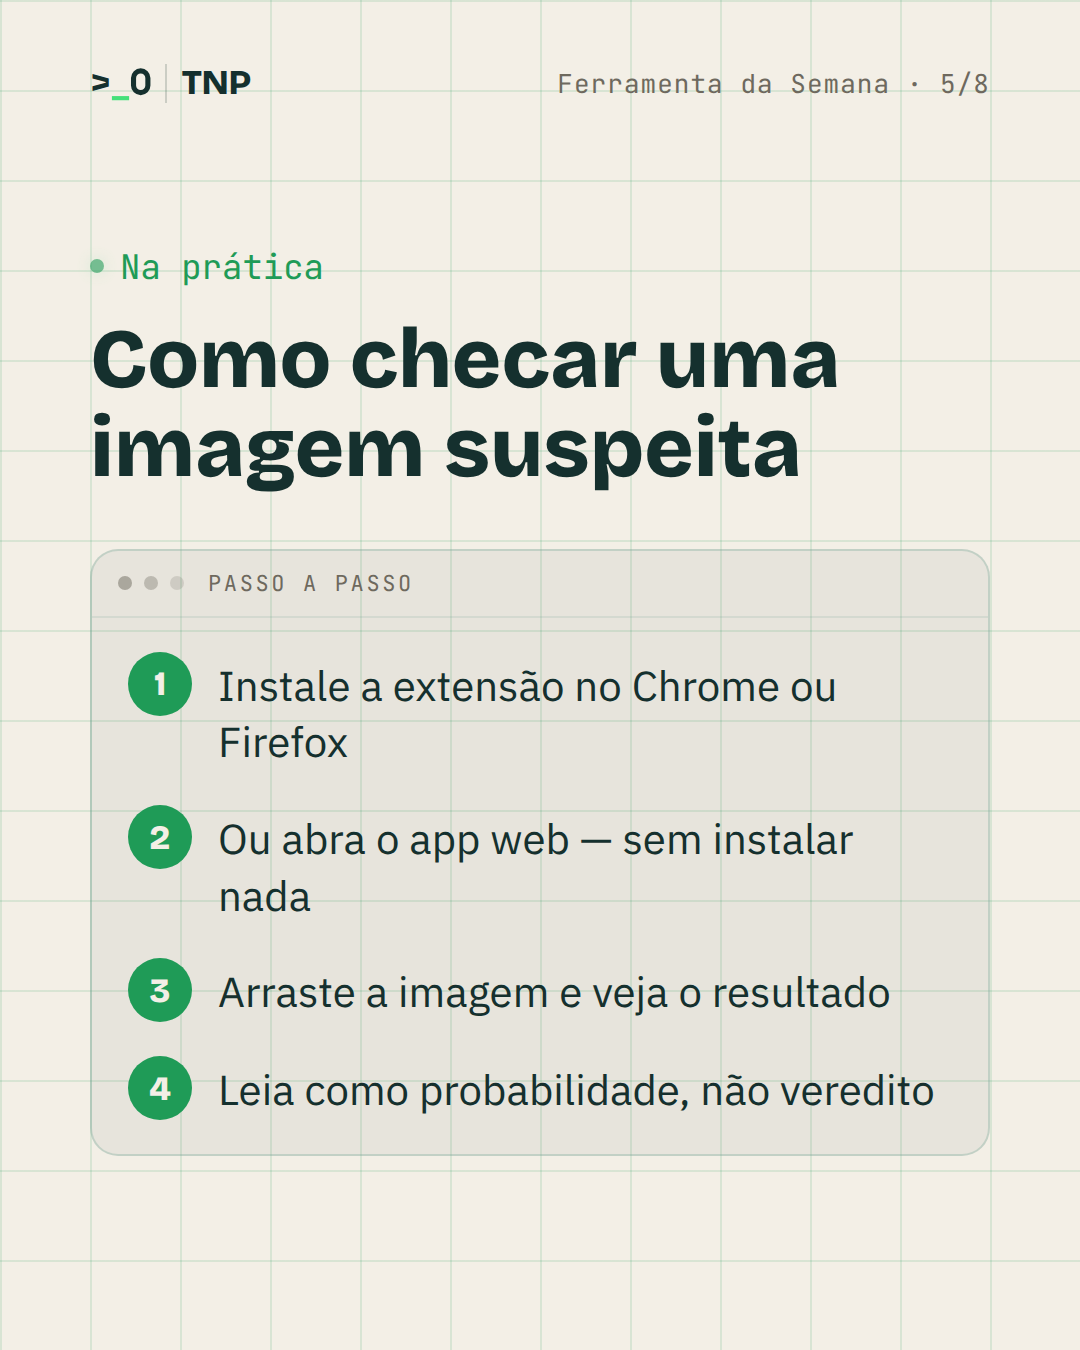 >_O TNP
Ferramenta da Semana · 5/8
Na prática
Como checar uma
imagem suspeita
PASSO A PASSO
1 Instale a extensão no Chrome ou
Firefox
2 Ou abra o app web — sem instalar
nada
3 Arraste a imagem e veja o resultado
4 Leia como probabilidade, não veredito